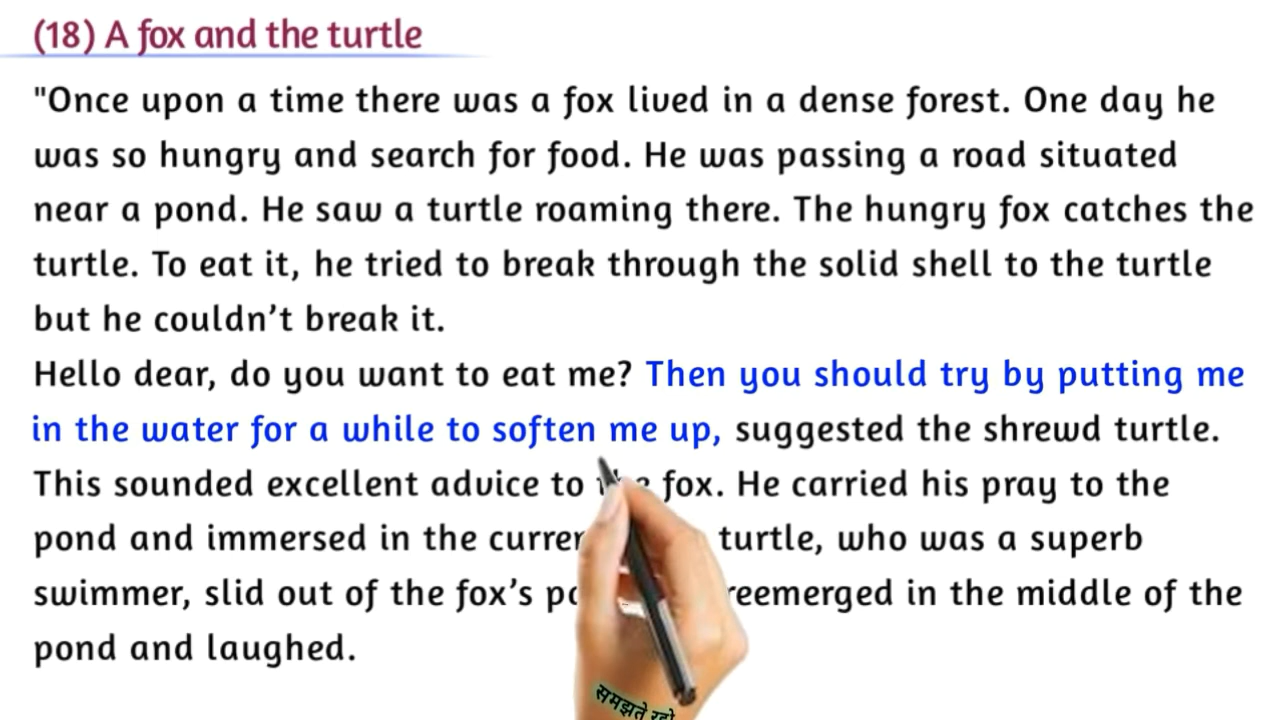 (18) A fox and the turtle
"Once upon a time there was a fox lived in a dense forest. One day he
was so hungry and search for food. He was passing a road situated
near a pond. He saw a turtle roaming there. The hungry fox catches the
turtle. To eat it, he tried to break through the solid shell to the turtle
but he couldn't break it.
Hello dear, do you want to eat me? Then you should try by putting me
in the water for a while to soften me up, suggested the shrewd turtle.
This sounded excellent advice to fox. He carried his pray to the
pond and immersed in the turtle, who was a superb
swimmer, slid out of the fox's reemerged in the middle of the
pond and laughed.
समझते रहो